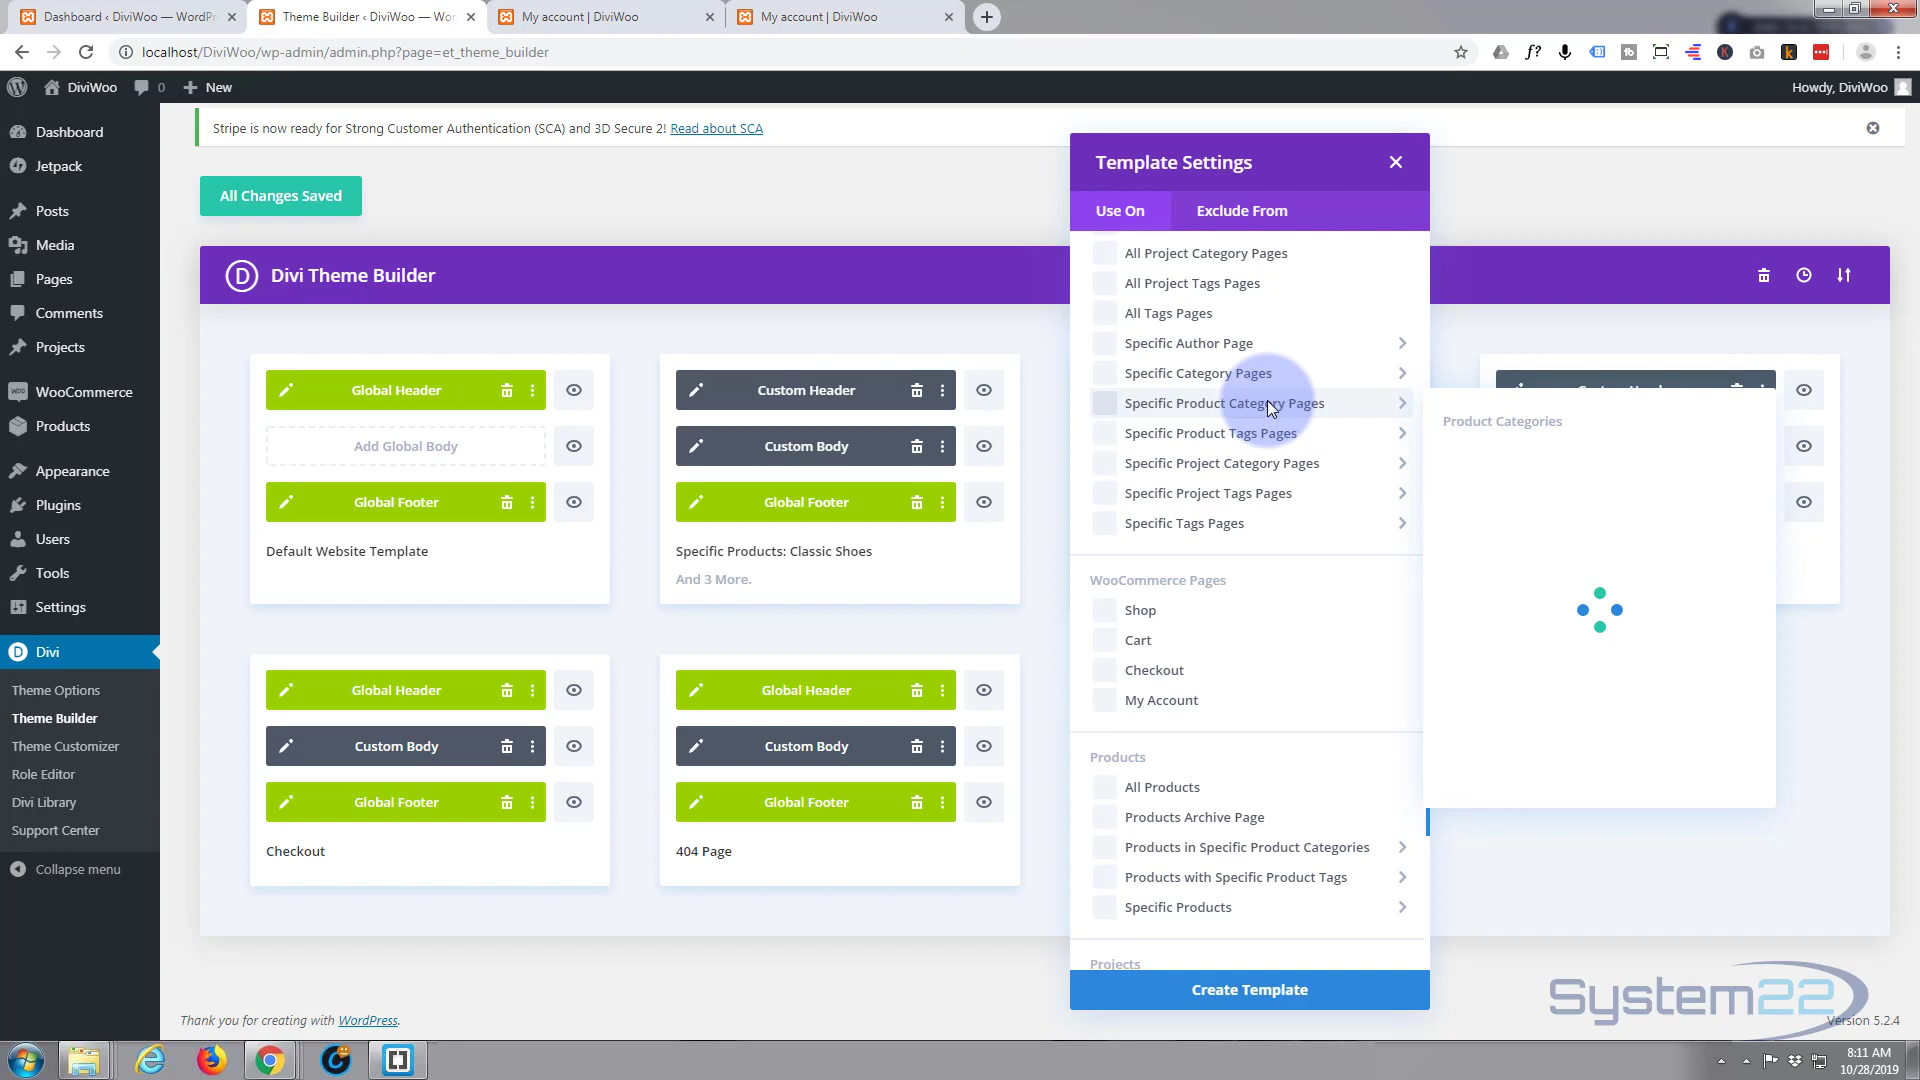 Dashboard ‹ DiviWoo — WordPr
Theme Builder ‹ DiviWoo — Wor
My account | DiviWoo
My account | DiviWoo
localhost/DiviWoo/wp-admin/admin.php?page=et_theme_builder
DiviWoo
0
New
Howdy, DiviWoo
Dashboard
Jetpack
Posts
Media
Pages
Comments
Projects
WooCommerce
Products
Appearance
Plugins
Users
Tools
Settings
Divi
Theme Options
Theme Builder
Theme Customizer
Role Editor
Divi Library
Support Center
Collapse menu
Stripe is now ready for Strong Customer Authentication (SCA) and 3D Secure 2! Read about SCA
All Changes Saved
Divi Theme Builder
Global Header
Add Global Body
Global Footer
Default Website Template
Custom Header
Custom Body
Global Footer
Specific Products: Classic Shoes
And 3 More.
Global Header
Custom Body
Global Footer
Checkout
Global Header
Custom Body
Global Footer
404 Page
Template Settings
Use On
Exclude From
All Project Category Pages
All Project Tags Pages
All Tags Pages
Specific Author Page
Specific Category Pages
Specific Product Category Pages
Specific Product Tags Pages
Specific Project Category Pages
Specific Project Tags Pages
Specific Tags Pages
WooCommerce Pages
Shop
Cart
Checkout
My Account
Products
All Products
Products Archive Page
Products in Specific Product Categories
Products with Specific Product Tags
Specific Products
Projects
Create Template
Product Categories
Thank you for creating with WordPress.
System22
Version 5.2.4
8:11 AM
10/28/2019